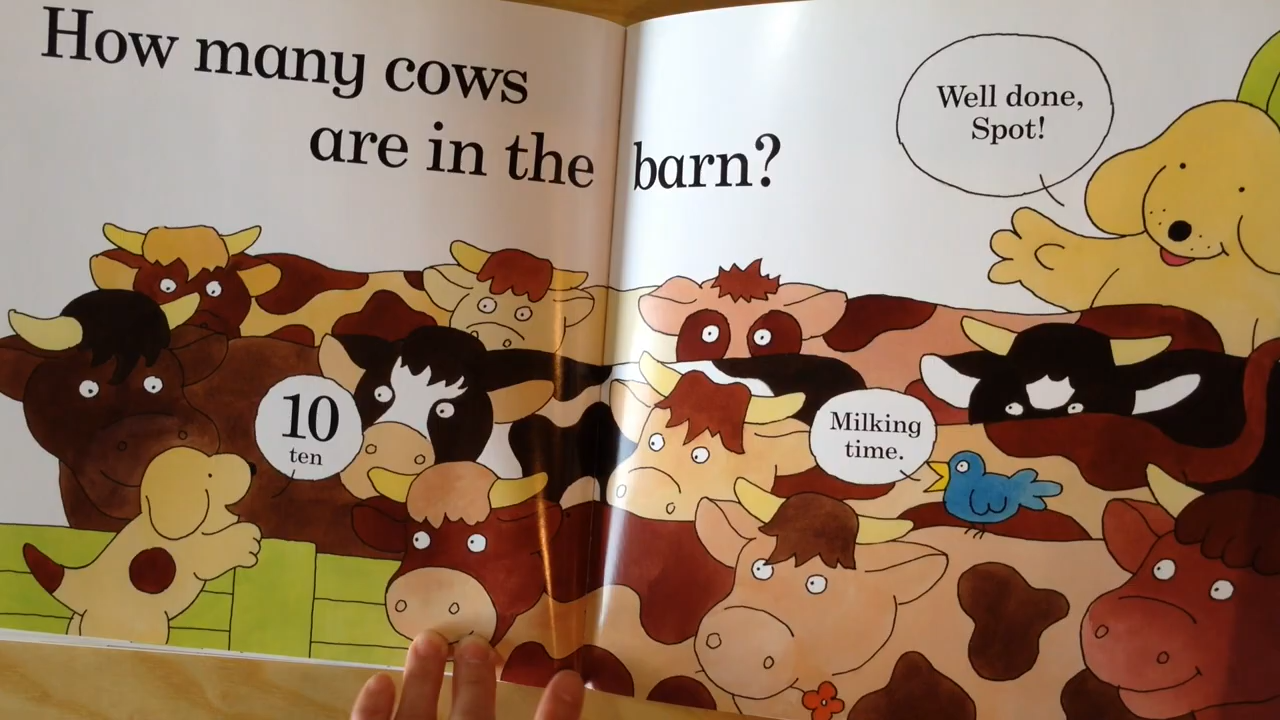 How many cows
are in the barn?
Well done,
Spot!
10
ten
Milking
time.